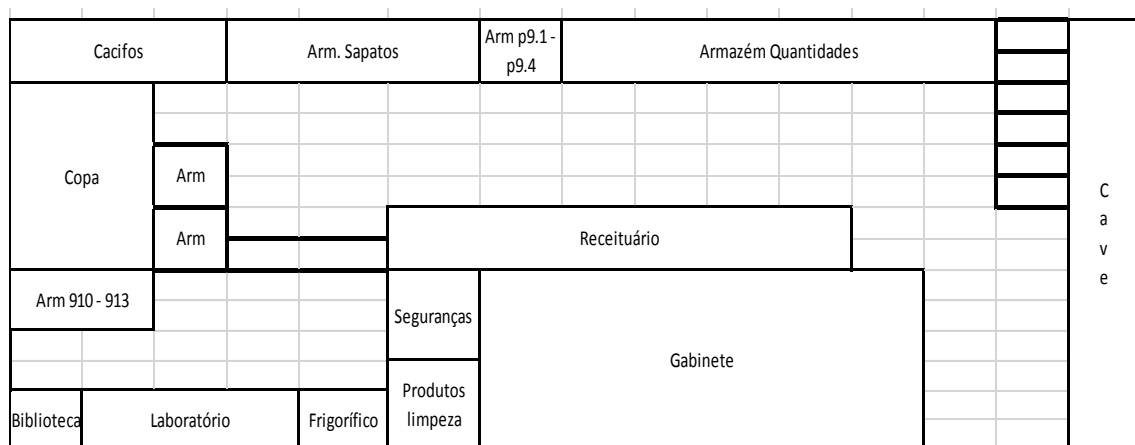 Cacifos
Arm. Sapatos
Arm p9.1 -
p9.4
Armazém Quantidades
Copa
Arm
Arm
Receituário
C
a
v
e
Arm 910 - 913
Seguranças
Gabinete
Produtos
limpeza
Biblioteca
Laboratório
Frigorífico